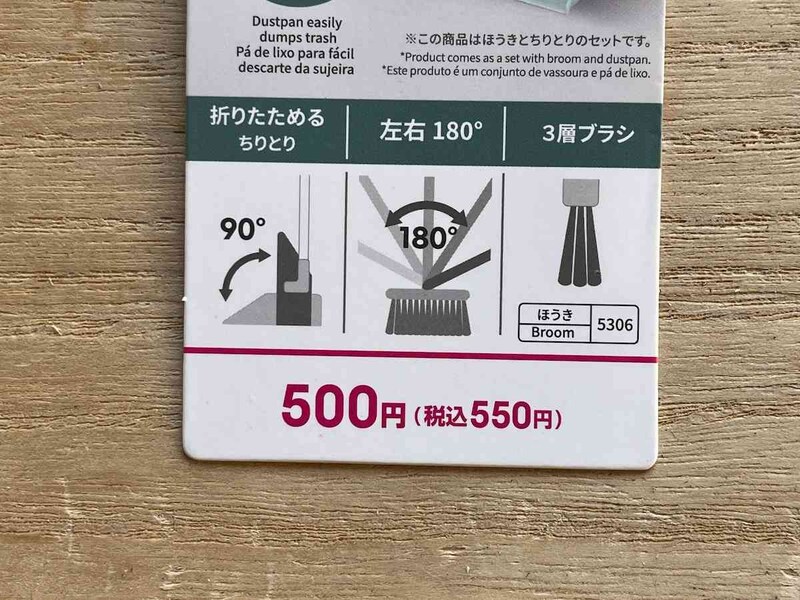 Dustpan easily
dumps trash
Pá de lixo para fácil
descarte da sujeira
※この商品はほうきとちりとりのセットです。
*Product comes as a set with broom and dustpan.
*Este produto é um conjunto de vassoura e pá de lixo.
折りたためる
ちりとり
左右 180°
3層ブラシ
90°
180°
ほうき
Broom
5306
500円(税込550円)